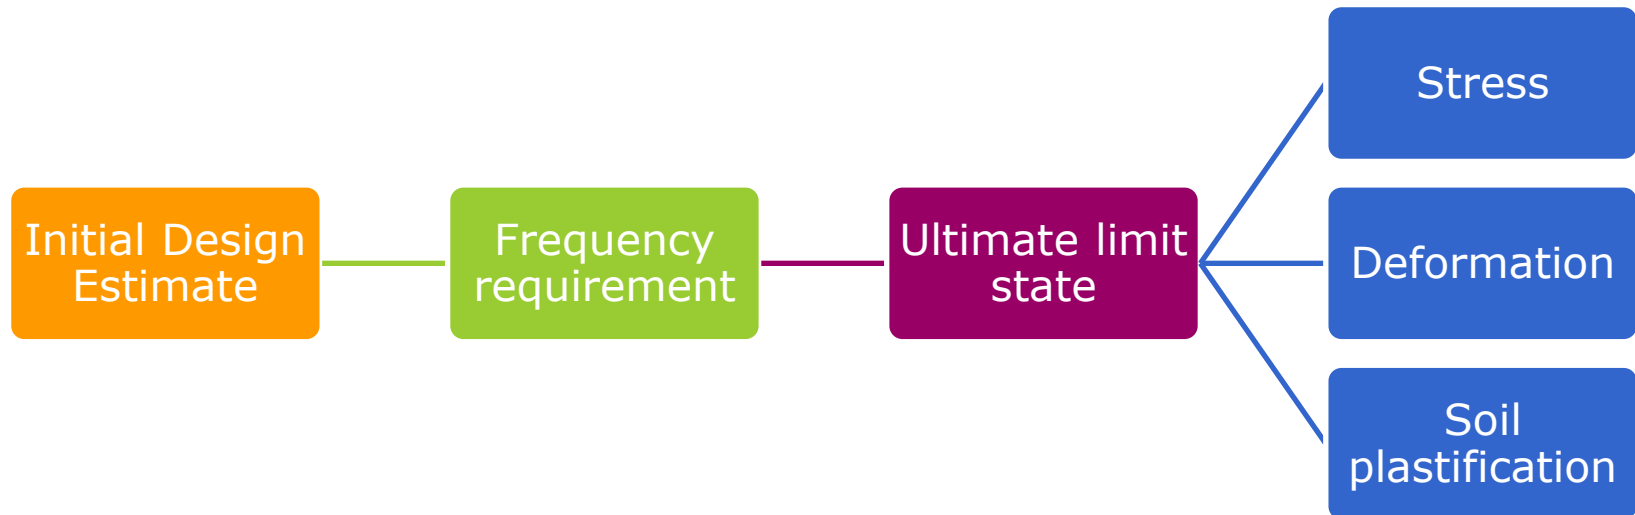 Initial Design
Estimate
Frequency
requirement
Ultimate limit
state
Stress
Deformation
Soil
plastification